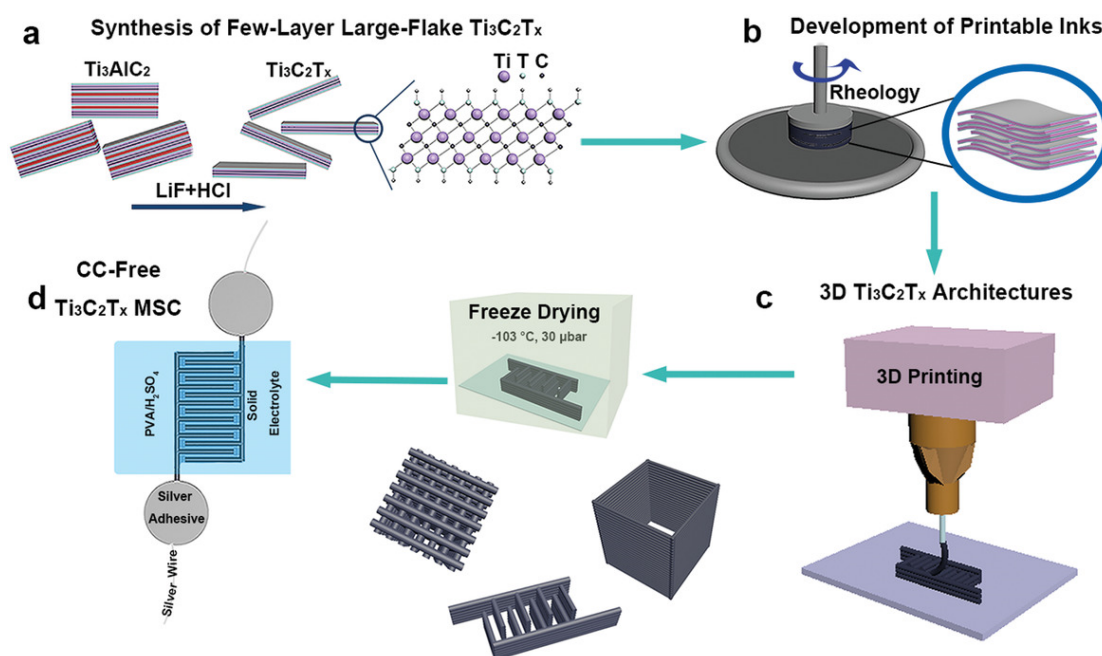 a
Synthesis of Few-Layer Large-Flake Ti₃C₂Tₓ
Ti₃AlC₂
Ti₃C₂Tₓ
Ti T C
LiF+HCl
b
Development of Printable Inks
Rheology
c
3D Ti₃C₂Tₓ Architectures
3D Printing
Freeze Drying
-103 °C, 30 μbar
d
CC-Free
Ti₃C₂Tₓ MSC
PVA/H₂SO₄
Solid
Electrolyte
Silver
Adhesive
Silver Wire